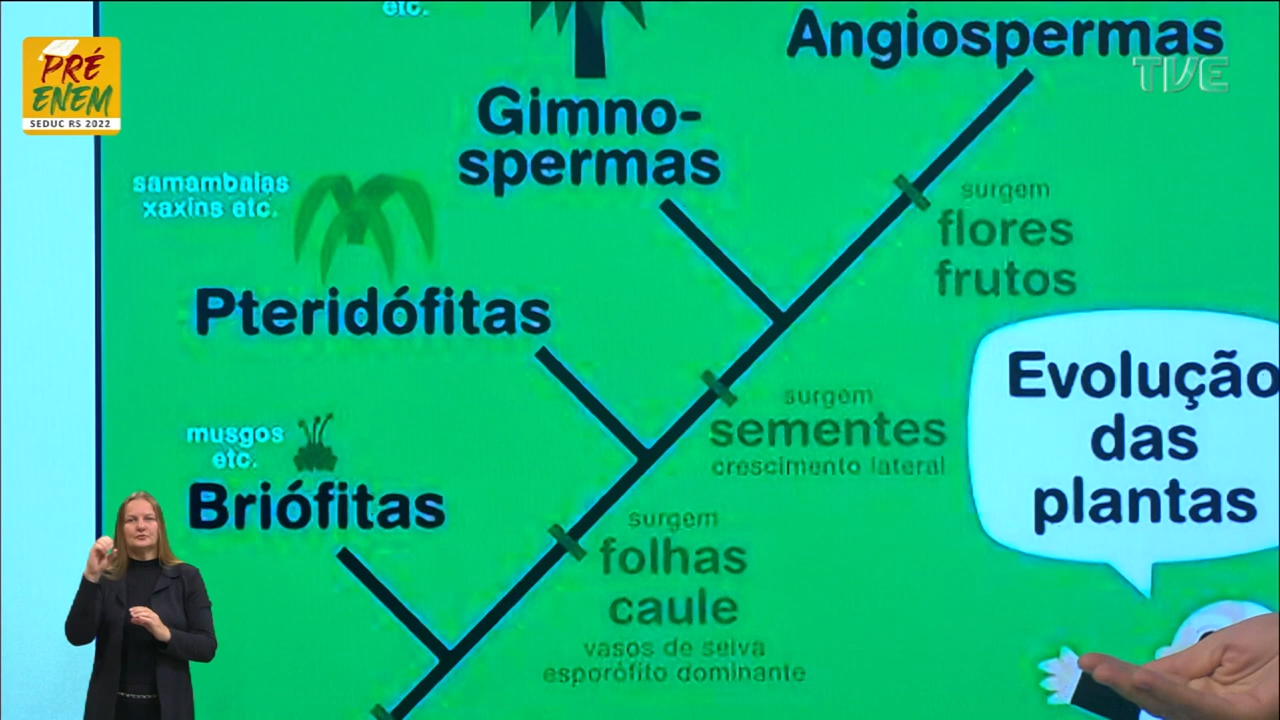 etc.
PRÉ
ENEM
SEDUC RS 2022
Angiospermas
TVE
Gimno-
spermas
samambaias
xaxins etc.
surgem
flores
frutos
Pteridófitas
Evolução
das
plantas
surgem
sementes
crescimento lateral
musgos
etc.
Briófitas
surgem
folhas
caule
vasos de seiva
esporófito dominante